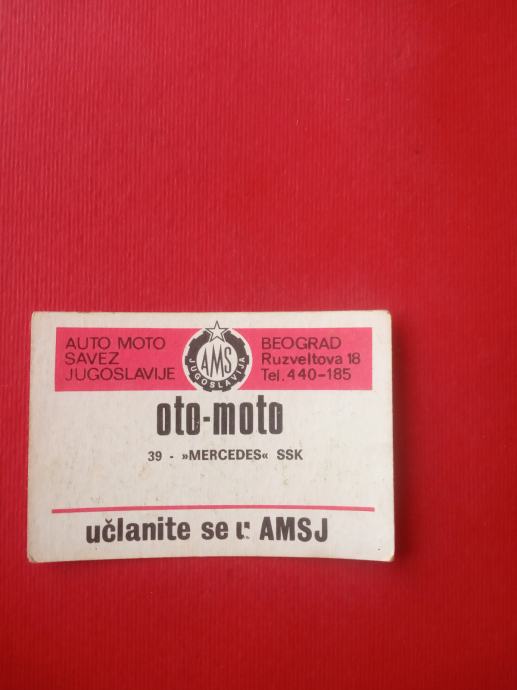 AUTO MOTO
SAVEZ
JUGOSLAVIJE
AMS
JUGOSLAVIJA
BEOGRAD
Ruzveltova 18
Tel. 440-185
oto-moto
39 - »MERCEDES« SSK
učlanite se u AMSJ